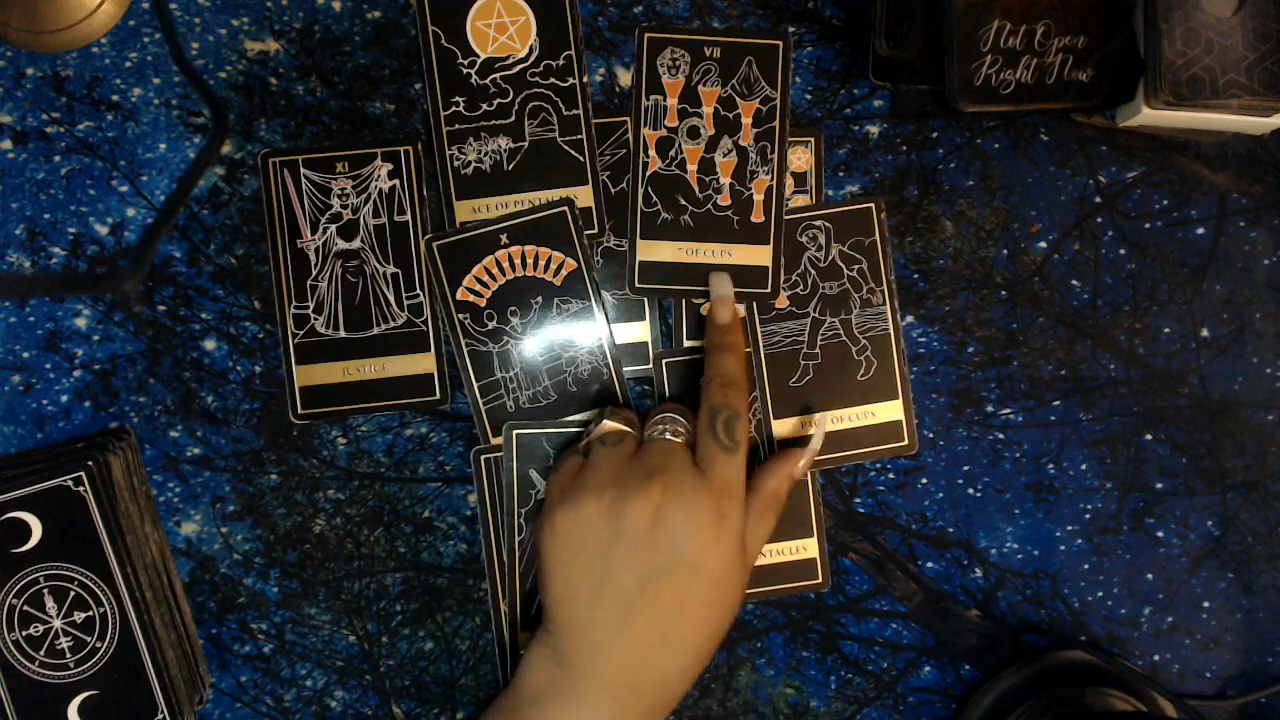 Not Open
Right Now
VII
ACE OF PENTACLES
XI
OF CUPS
X
JUSTICE
PAGE OF CUPS
NTACLES